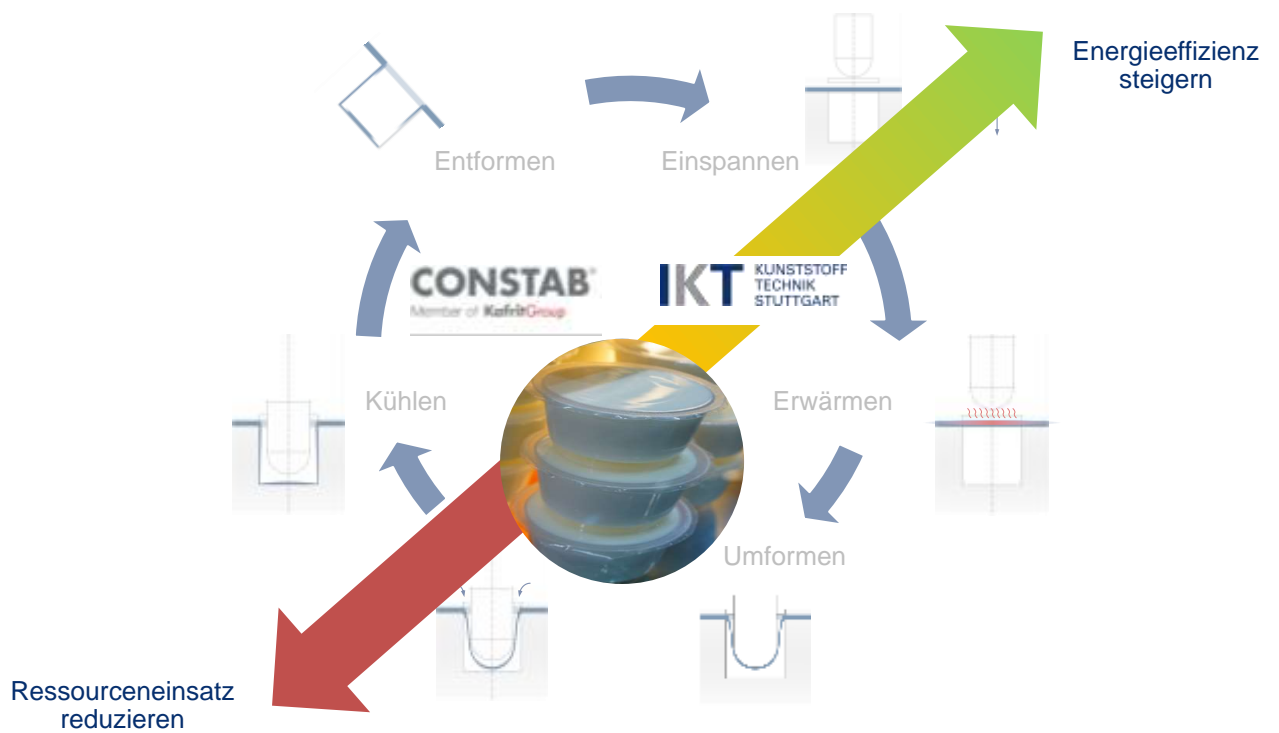 Energieeffizienz
steigern
Entformen
Einspannen
CONSTAB®
Member of KafritGroup
IKT KUNSTSTOFF
TECHNIK
STUTTGART
Kühlen
Erwärmen
Umformen
Ressourceneinsatz
reduzieren